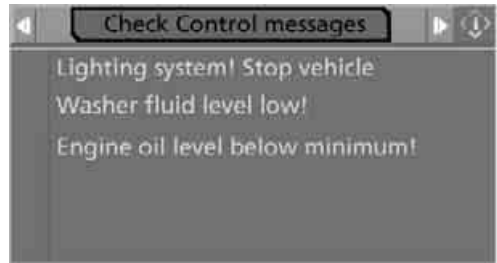 Check Control messages
Lighting system! Stop vehicle
Washer fluid level low!
Engine oil level below minimum!